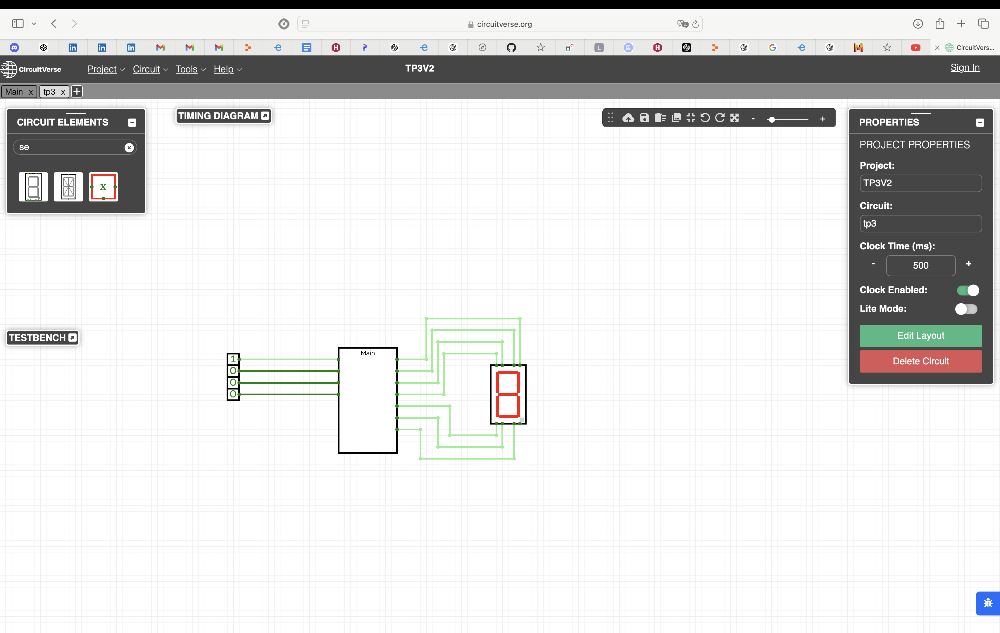 circuitverse.org
L
CircuitVers...
CircuitVerse
Project
Circuit
Tools
Help
TP3V2
Sign In
Main x
tp3 x
+
CIRCUIT ELEMENTS
se
x
TIMING DIAGRAM
- +
PROPERTIES
PROJECT PROPERTIES
Project:
TP3V2
Circuit:
tp3
Clock Time (ms):
- 500 +
Clock Enabled:
Lite Mode:
Edit Layout
Delete Circuit
TESTBENCH
Main
1
0
0
0
8